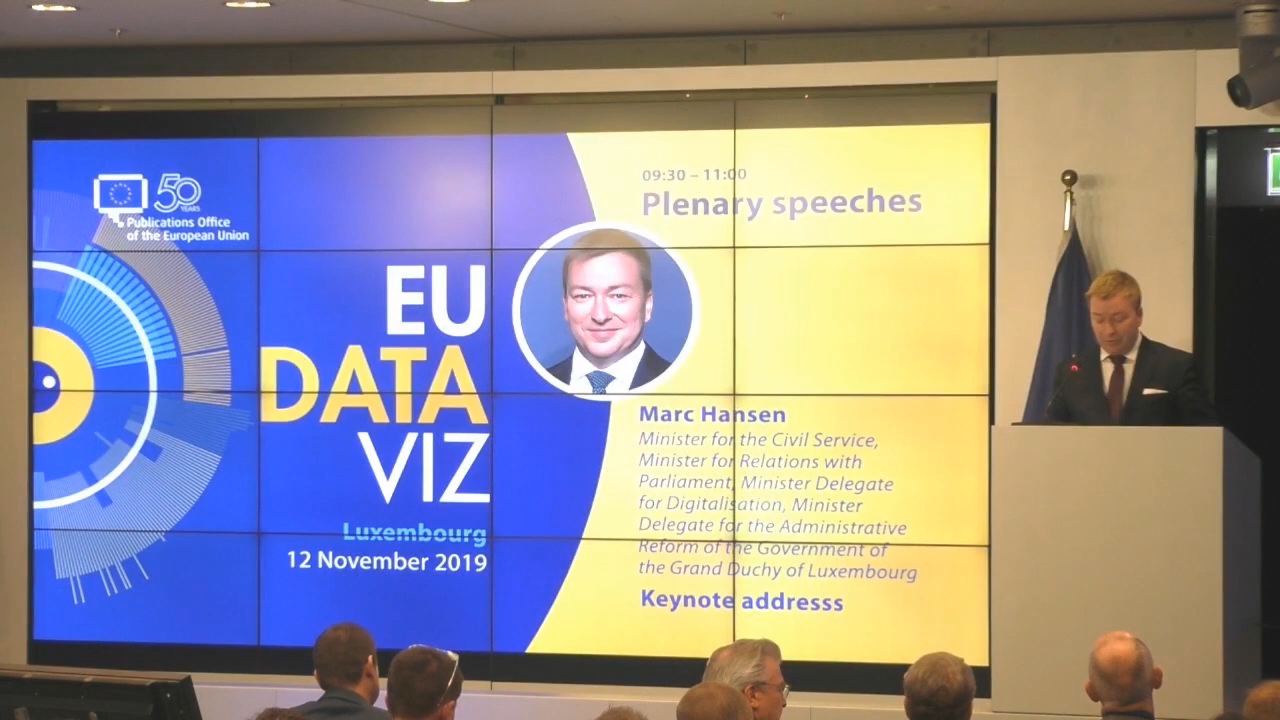 50
YEARS
Publications Office
of the European Union
EU
DATA
VIZ
Luxembourg
12 November 2019
09:30 – 11:00
Plenary speeches
Marc Hansen
Minister for the Civil Service,
Minister for Relations with
Parliament, Minister Delegate
for Digitalisation, Minister
Delegate for the Administrative
Reform of the Government of
the Grand Duchy of Luxembourg
Keynote addresss